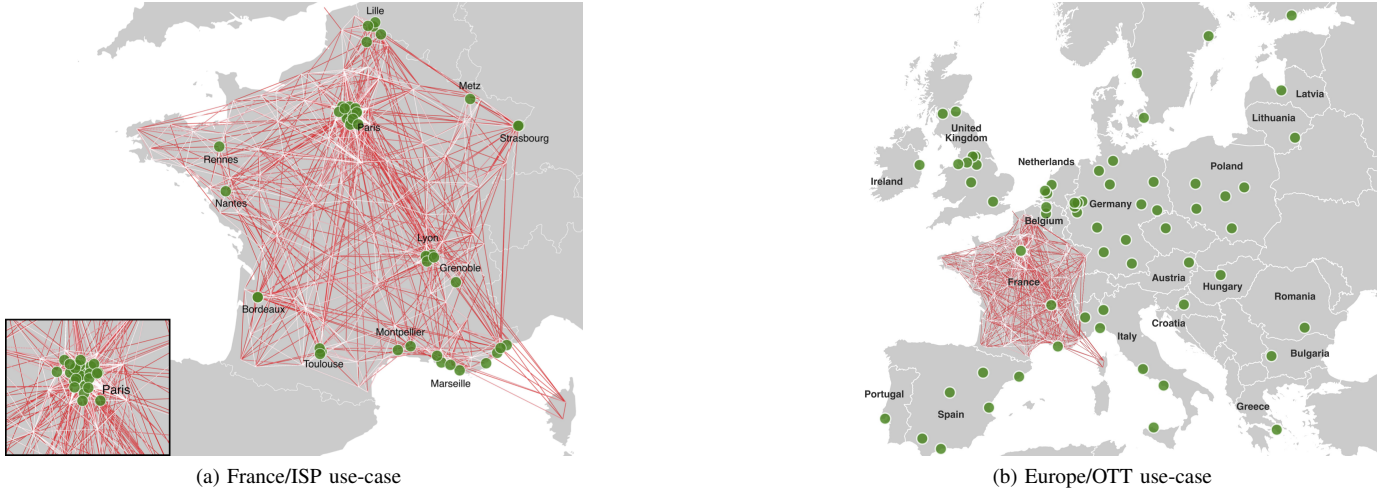 Lille
Metz
Paris
Strasbourg
Rennes
Nantes
Lyon
Grenoble
Bordeaux
Montpellier
Toulouse
Marseille
Paris
(a) France/ISP use-case
Latvia
Lithuania
United
Kingdom
Netherlands
Poland
Ireland
Germany
Belgium
Austria
France
Hungary
Romania
Croatia
Italy
Bulgaria
Portugal
Spain
Greece
(b) Europe/OTT use-case